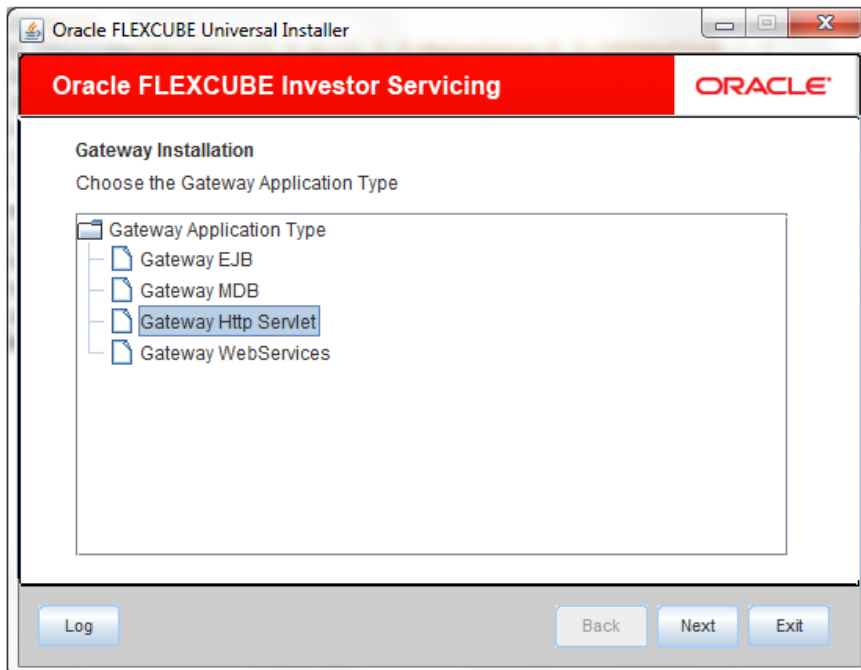 Oracle FLEXCUBE Universal Installer
Oracle FLEXCUBE Investor Servicing
ORACLE
Gateway Installation
Choose the Gateway Application Type
Gateway Application Type
Gateway EJB
Gateway MDB
Gateway Http Servlet
Gateway WebServices
Log
Back
Next
Exit